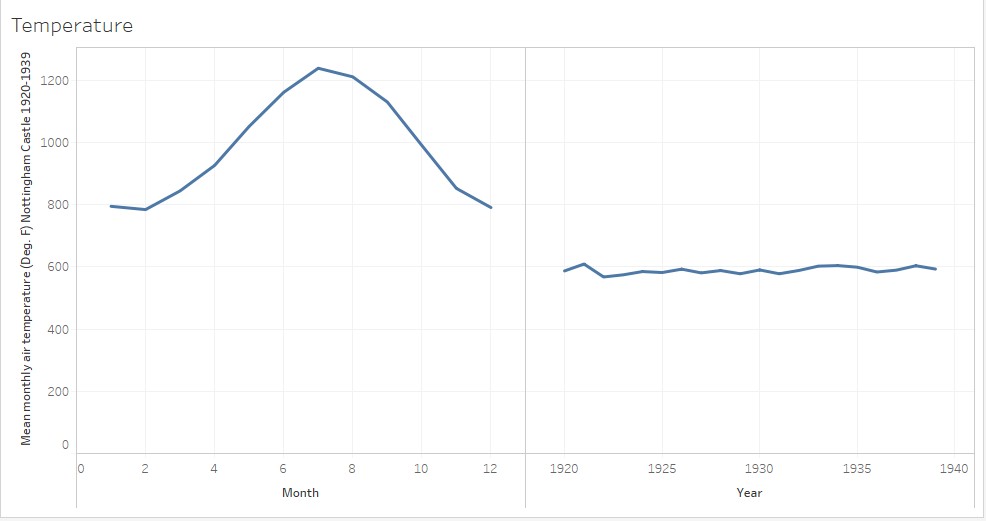 Temperature
Mean monthly air temperature (Deg. F) Nottingham Castle 1920-1939
1200
1000
800
600
400
200
0
0 2 4 6 8 10 12
1920 1925 1930 1935 1940
Month
Year